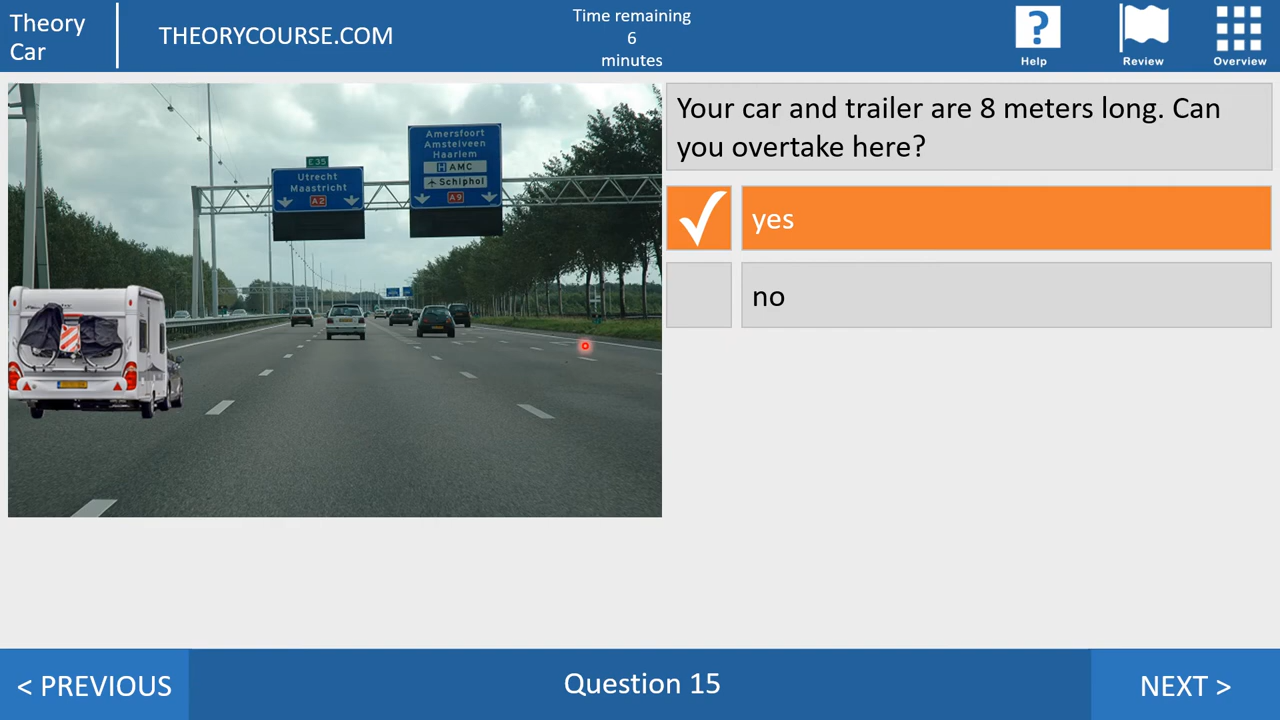 Theory
Car
THEORYCOURSE.COM
Time remaining
6
minutes
Help
Review
Overview
Your car and trailer are 8 meters long. Can
you overtake here?
yes
no
E35
Utrecht
Maastricht
A2
Amersfoort
Amstelveen
Haarlem
H AMC
Schiphol
A9
< PREVIOUS
Question 15
NEXT >